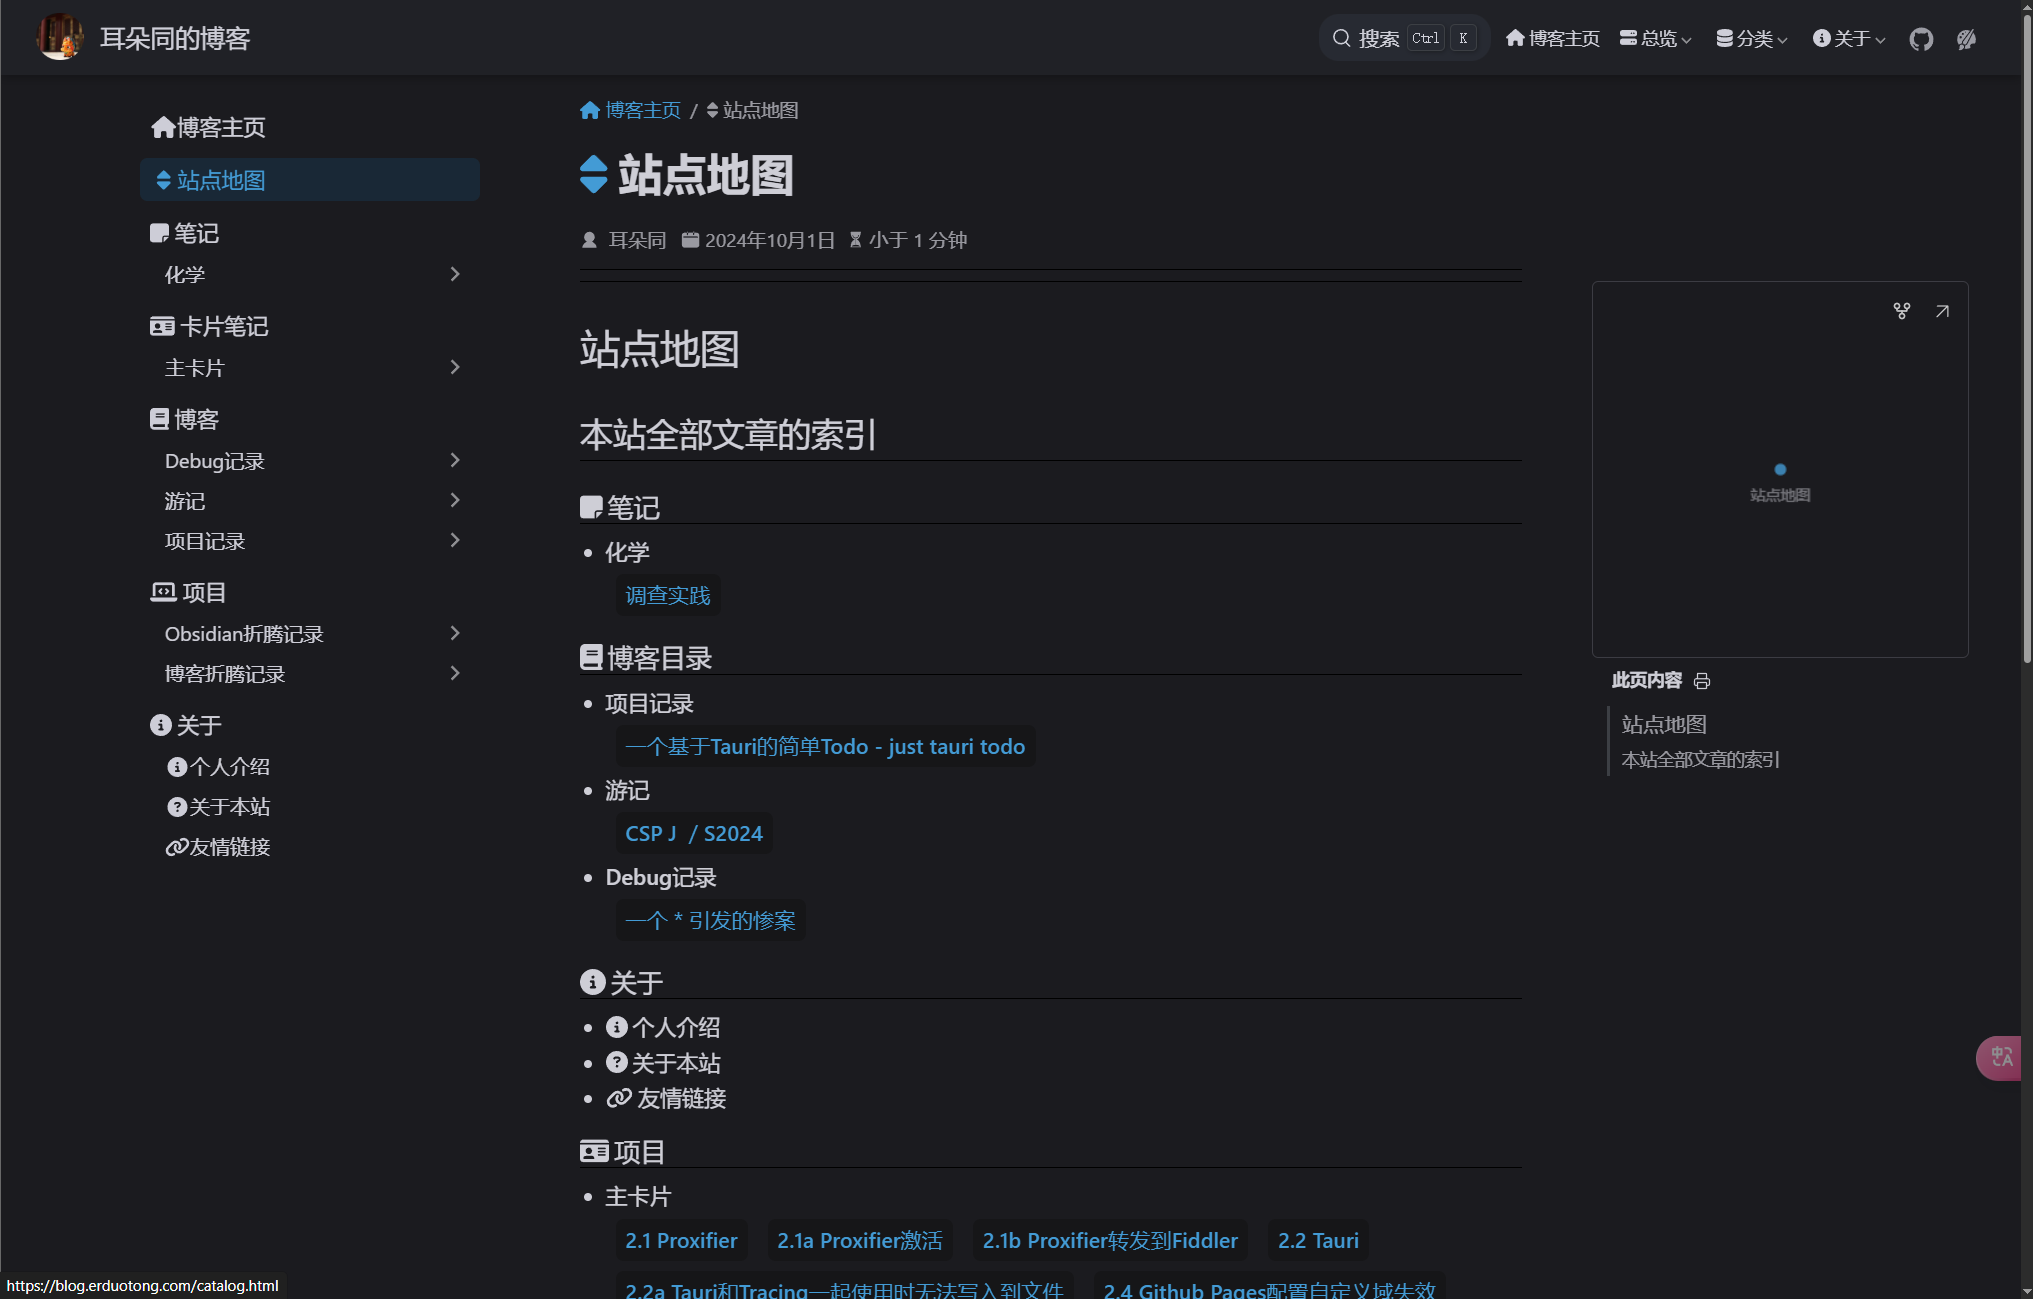 耳朵同的博客
搜索 Ctrl K 博客主页 总览 分类 关于
博客主页
站点地图
笔记
化学
卡片笔记
主卡片
博客
Debug记录
游记
项目记录
项目
Obsidian折腾记录
博客折腾记录
关于
个人介绍
关于本站
友情链接
博客主页 / 站点地图
站点地图
耳朵同 2024年10月1日 小于 1 分钟
站点地图
本站全部文章的索引
笔记
化学
调查实践
博客目录
项目记录
一个基于Tauri的简单Todo - just tauri todo
游记
CSP J / S2024
Debug记录
一个 * 引发的惨案
关于
个人介绍
关于本站
友情链接
项目
主卡片
2.1 Proxifier 2.1a Proxifier激活 2.1b Proxifier转发到Fiddler 2.2 Tauri
2.2a Tauri和Tracing一起使用时无法写入到文件 2.4 Github Pages配置自定义域失效
站点地图
此页内容
站点地图
本站全部文章的索引
中A
https://blog.erduotong.com/catalog.html